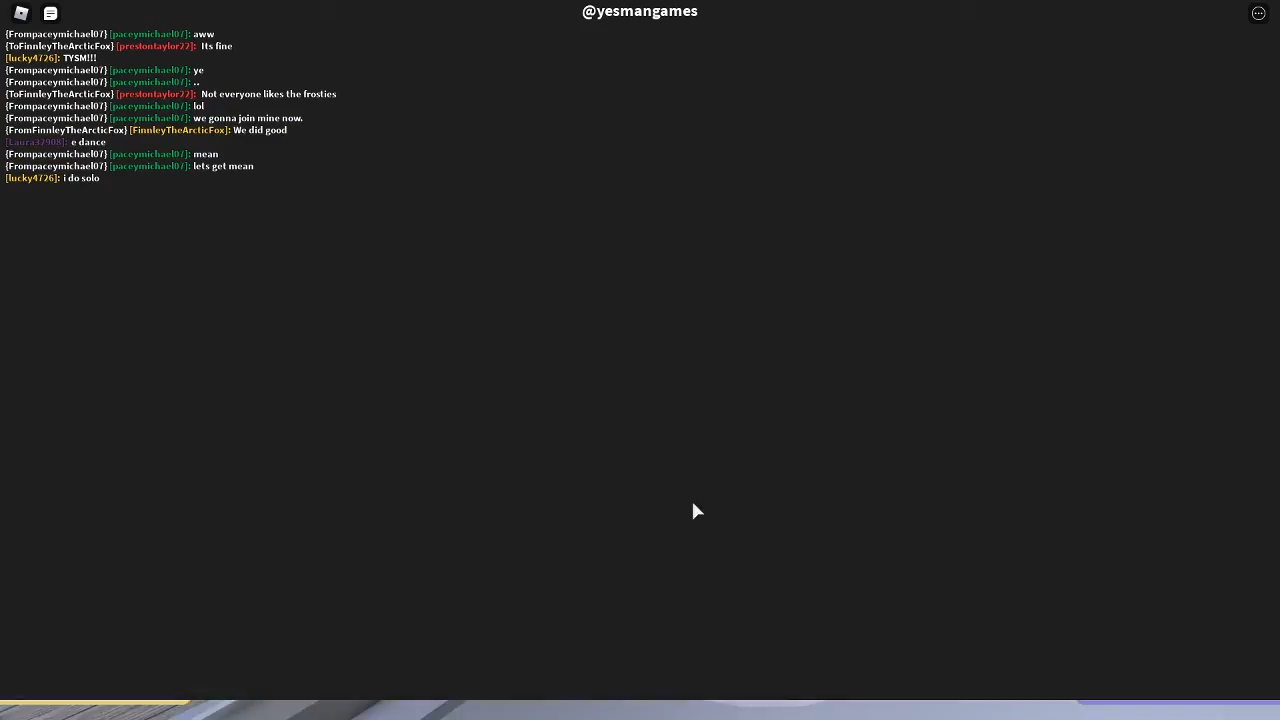 @yesmangames
{Frompaceymichael07} [paceymichael07]: aww
{ToFinnleyTheArcticFox} [prestontaylor22]: Its fine
[lucky4726]: TYSM!!!
{Frompaceymichael07} [paceymichael07]: ye
{Frompaceymichael07} [paceymichael07]: ..
{ToFinnleyTheArcticFox} [prestontaylor22]: Not everyone likes the frosties
{Frompaceymichael07} [paceymichael07]: lol
{Frompaceymichael07} [paceymichael07]: we gonna join mine now.
{FromFinnleyTheArcticFox} [FinnleyTheArcticFox]: We did good
[Laura32908]: e dance
{Frompaceymichael07} [paceymichael07]: mean
{Frompaceymichael07} [paceymichael07]: lets get mean
[lucky4726]: i do solo